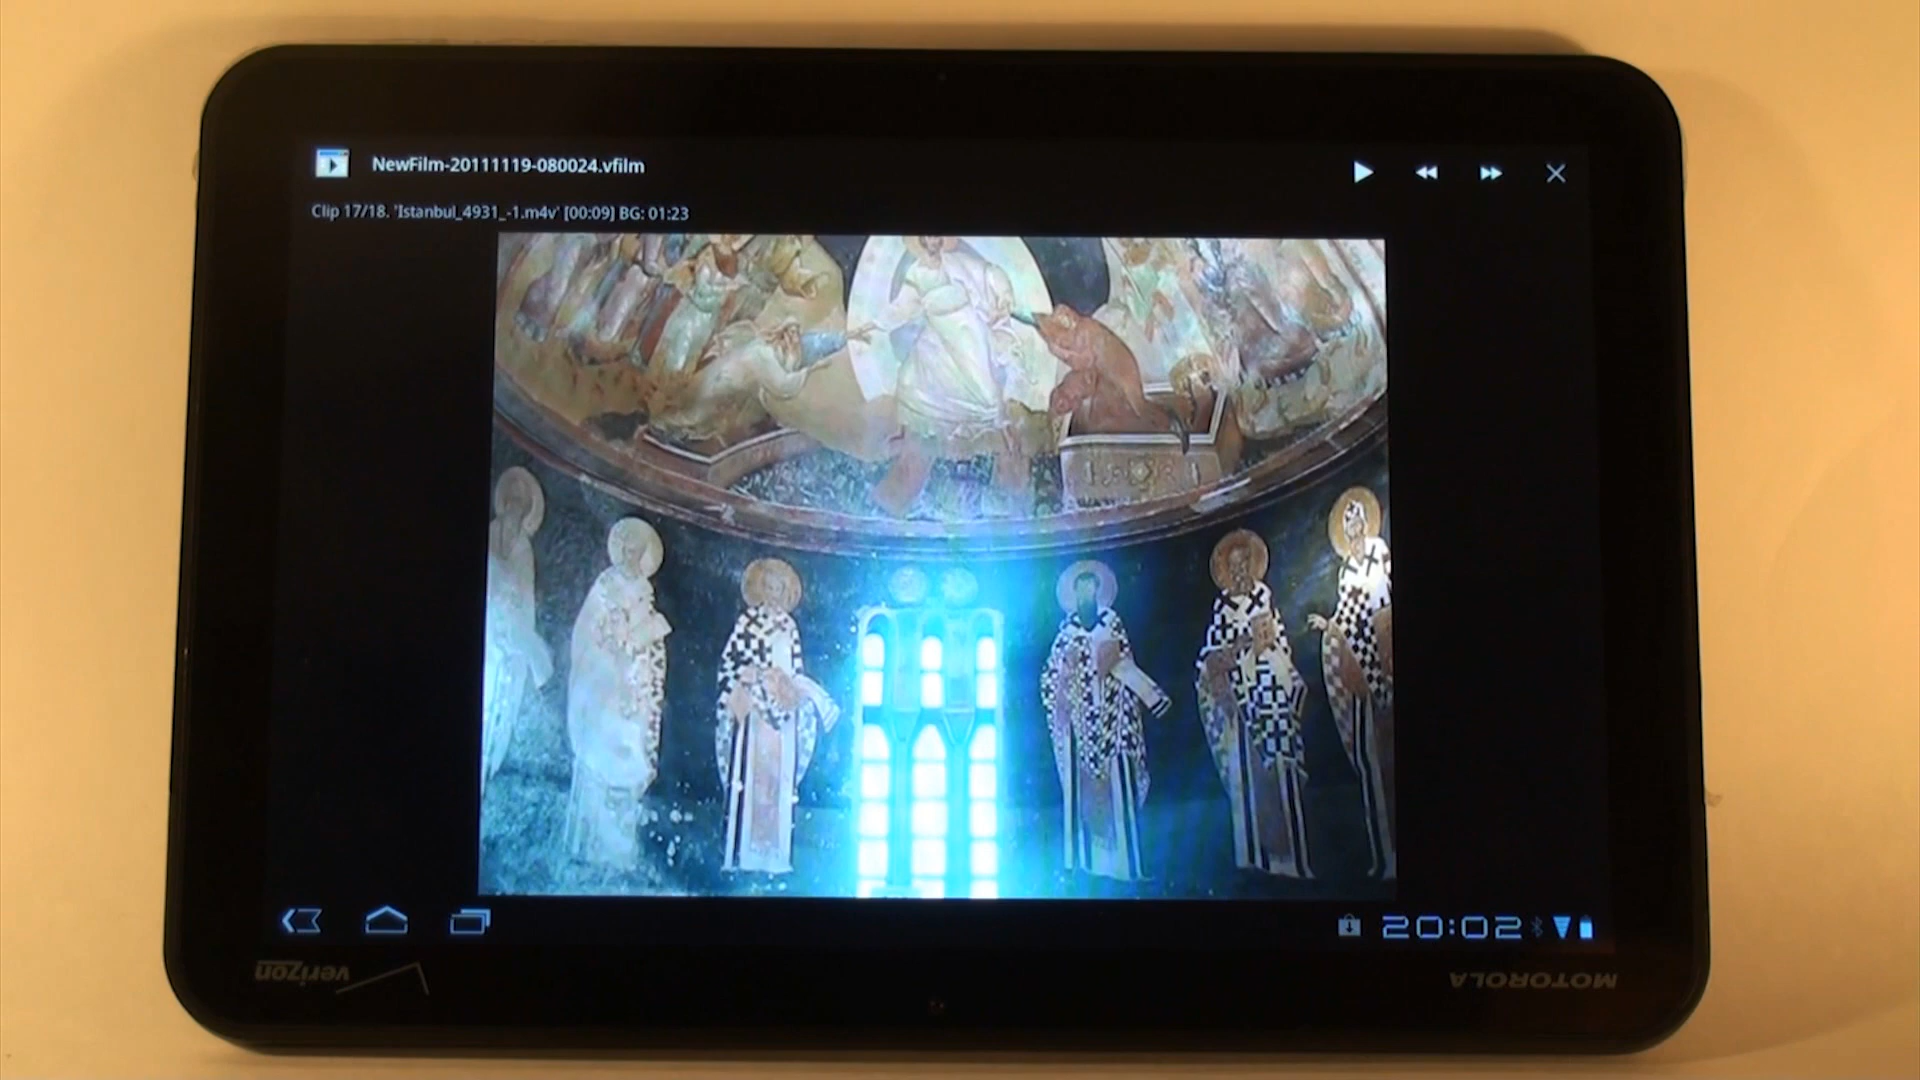 NewFilm-20111119-080024.vfilm
Clip 17/18. 'Istanbul_4931_-1.m4v' [00:09] BG: 01:23
20:02
verizon
MOTOROLA